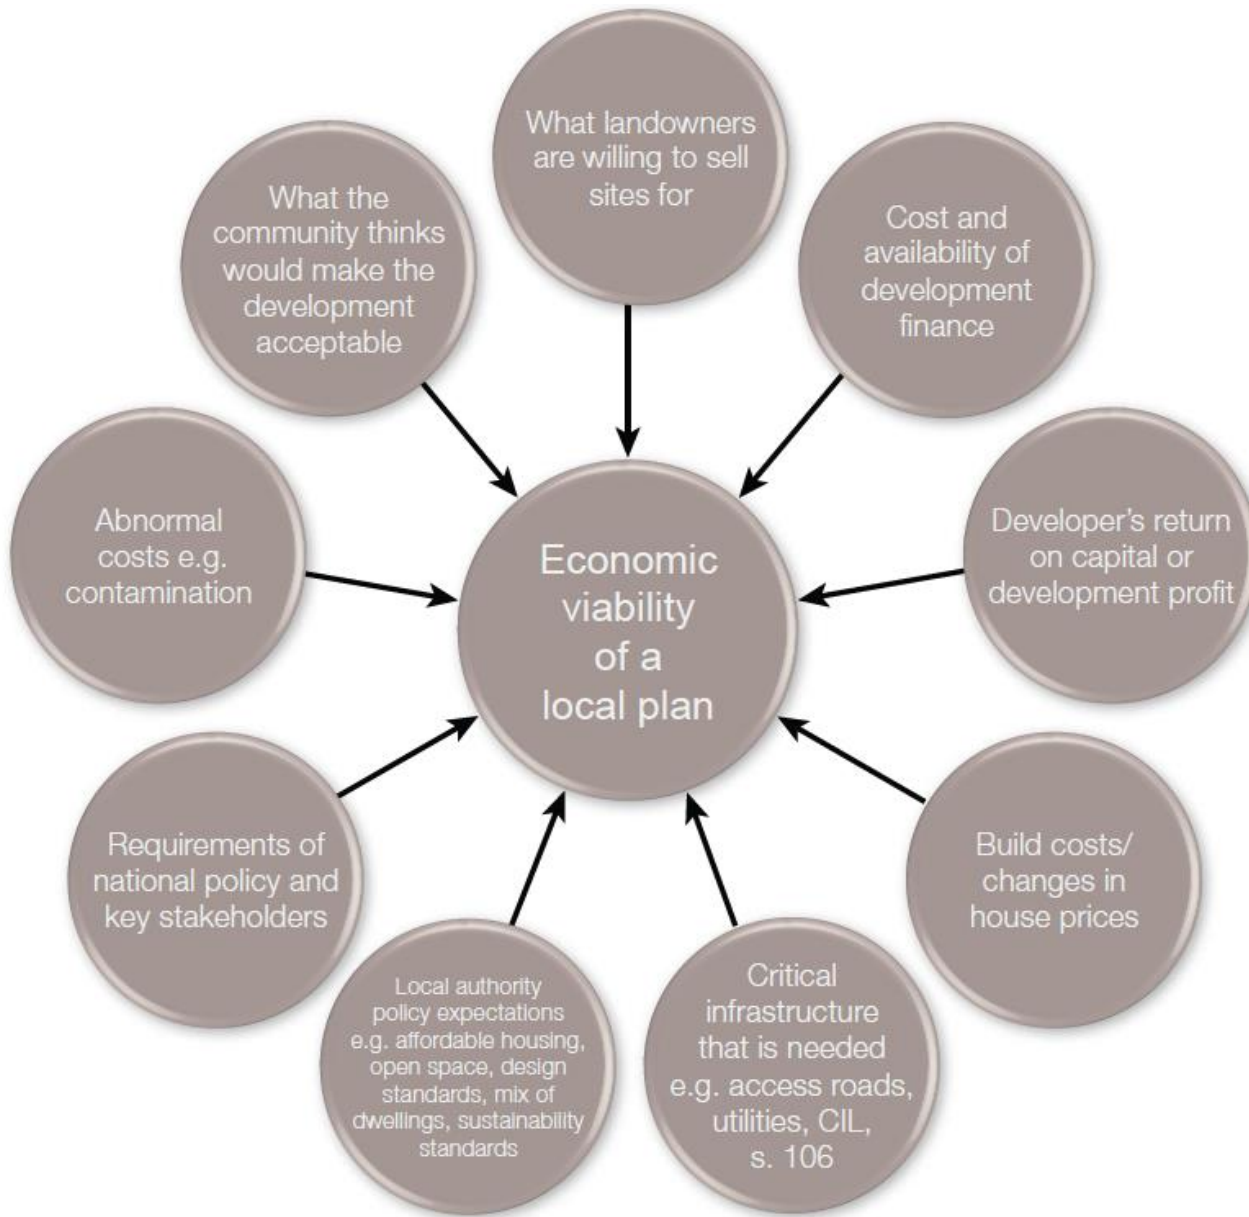 What landowners
are willing to sell
sites for
Cost and
availability of
development
finance
Developer’s return
on capital or
development profit
Build costs/
changes in
house prices
Critical
infrastructure
that is needed
e.g. access roads,
utilities, CIL,
s. 106
Local authority
policy expectations
e.g. affordable housing,
open space, design
standards, mix of
dwellings, sustainability
standards
Requirements of
national policy and
key stakeholders
Abnormal
costs e.g.
contamination
What the
community thinks
would make the
development
acceptable
Economic
viability
of a
local plan